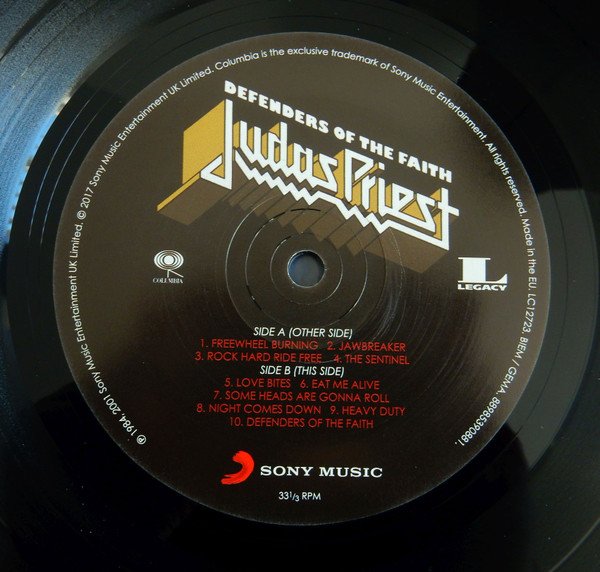 ℗ 1984, 2001 Sony Music Entertainment UK Limited. © 2017 Sony Music Entertainment UK Limited. Columbia is the exclusive trademark of Sony Music Entertainment. All rights reserved. Made in the EU. LC12723. BIEM / GEMA. 88985390881.
DEFENDERS OF THE FAITH
Judas Priest
COLUMBIA
L
LEGACY
SIDE A (OTHER SIDE)
1. FREEWHEEL BURNING 2. JAWBREAKER
3. ROCK HARD RIDE FREE 4. THE SENTINEL
SIDE B (THIS SIDE)
5. LOVE BITES 6. EAT ME ALIVE
7. SOME HEADS ARE GONNA ROLL
8. NIGHT COMES DOWN 9. HEAVY DUTY
10. DEFENDERS OF THE FAITH
SONY MUSIC
33⅓ RPM